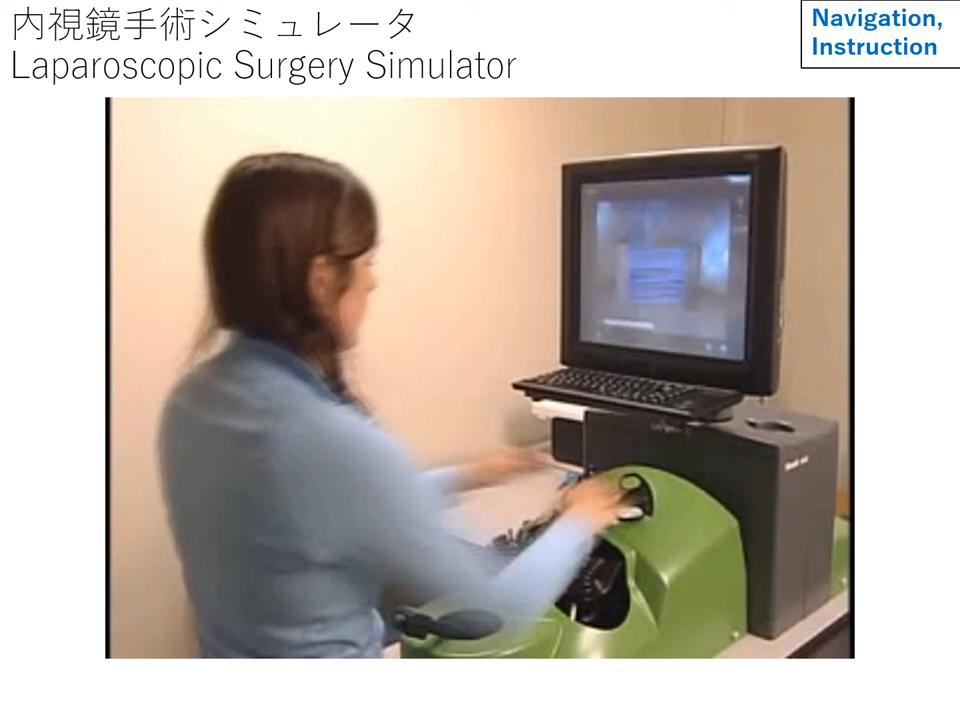 内視鏡手術シミュレータ
Laparoscopic Surgery Simulator
Navigation,
Instruction